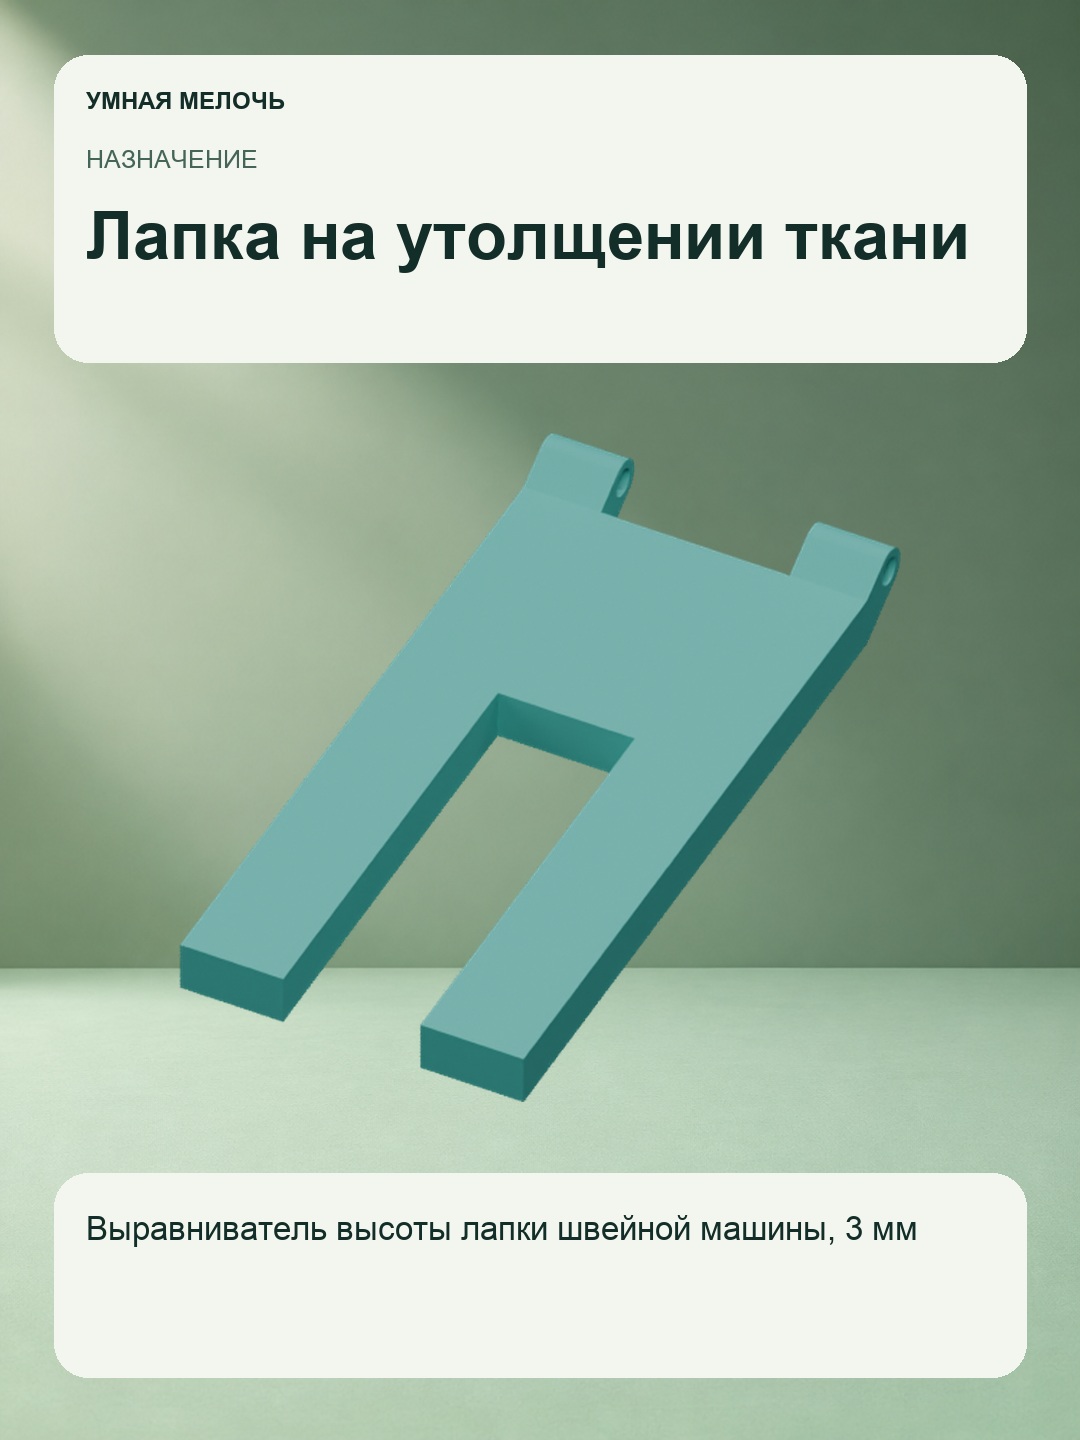 УМНАЯ МЕЛОЧЬ
НАЗНАЧЕНИЕ
Лапка на утолщении ткани
Выравниватель высоты лапки швейной машины, 3 мм